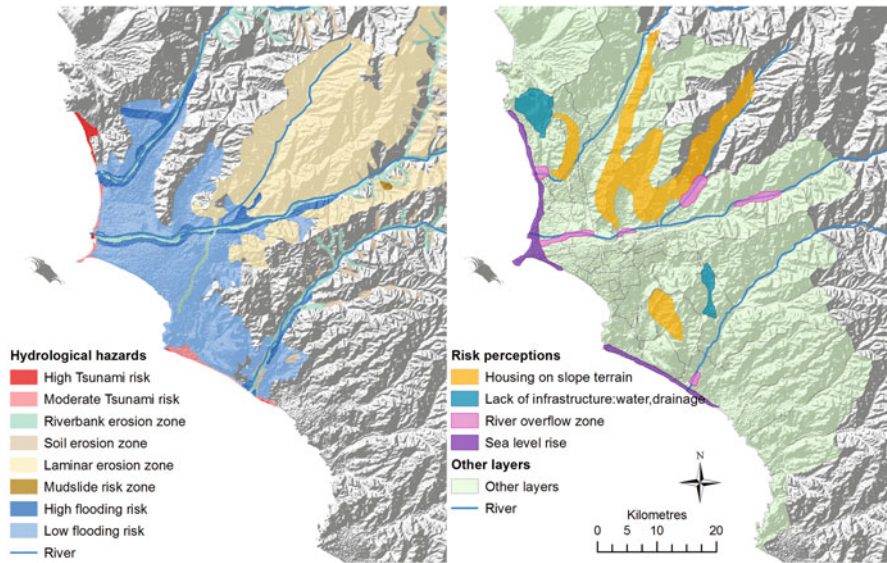 Hydrological hazards
High Tsunami risk
Moderate Tsunami risk
Riverbank erosion zone
Soil erosion zone
Laminar erosion zone
Mudslide risk zone
High flooding risk
Low flooding risk
River
Risk perceptions
Housing on slope terrain
Lack of infrastructure:water,drainage
River overflow zone
Sea level rise
Other layers
Other layers
River
N
Kilometres
0 5 10 20